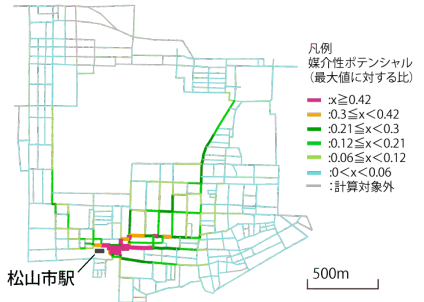 凡例
媒介性ポテンシャル
(最大値に対する比)
:x≧0.42
:0.3≦x<0.42
:0.21≦x<0.3
:0.12≦x<0.21
:0.06≦x<0.12
:0<x<0.06
:計算対象外
松山市駅
500m